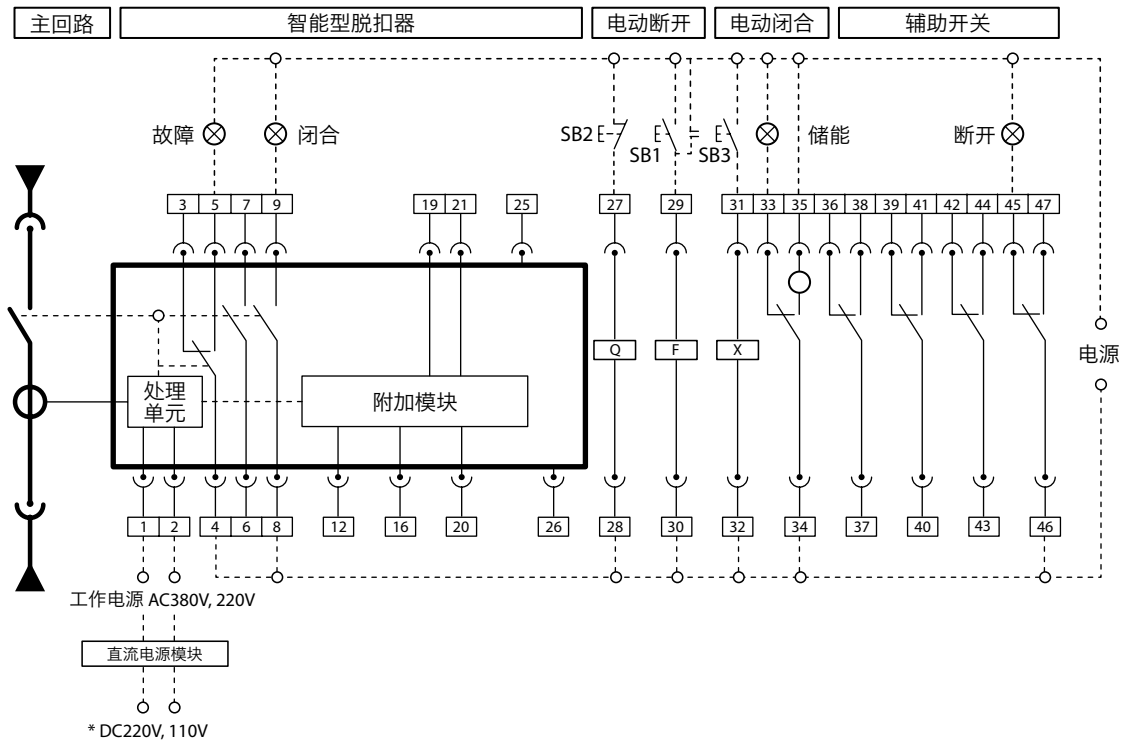 主回路 智能型脱扣器 电动断开 电动闭合 辅助开关
故障 闭合 SB2 SB1 SB3 储能 断开
3 5 7 9 19 21 25 27 29 31 33 35 36 38 39 41 42 44 45 47
Q F X
电源
处理
单元
附加模块
1 2 4 6 8 12 16 20 26 28 30 32 34 37 40 43 46
工作电源 AC380V, 220V
直流电源模块
* DC220V, 110V